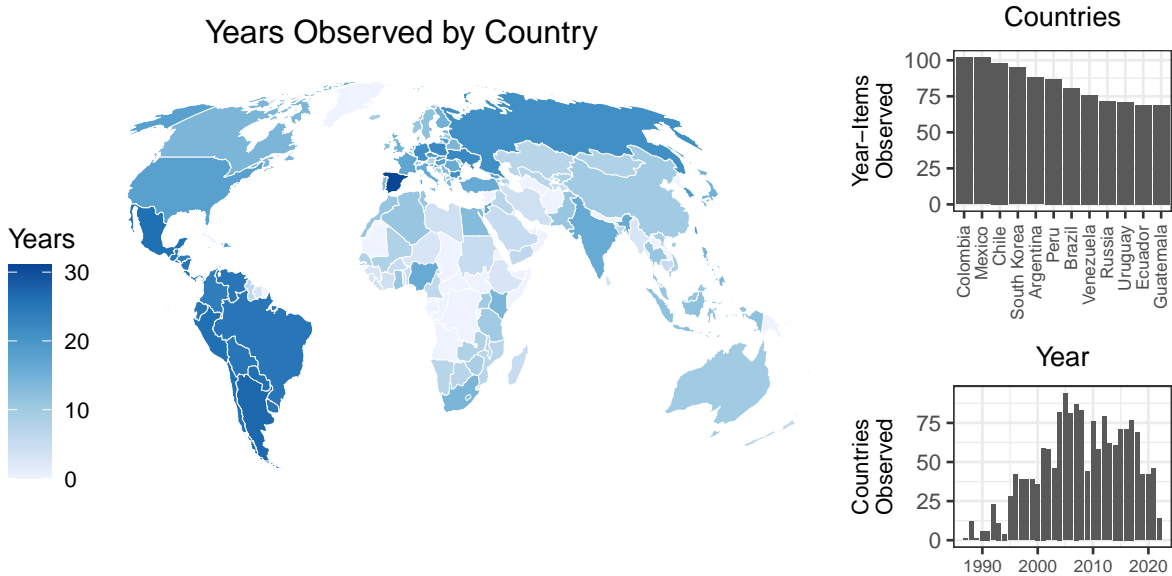 Years Observed by Country
Years
30
20
10
0
Countries
Year−Items
Observed
100
75
50
25
0
Colombia
Mexico
Chile
South Korea
Argentina
Peru
Brazil
Venezuela
Russia
Uruguay
Ecuador
Guatemala
Year
Countries
Observed
75
50
25
0
1990
2000
2010
2020